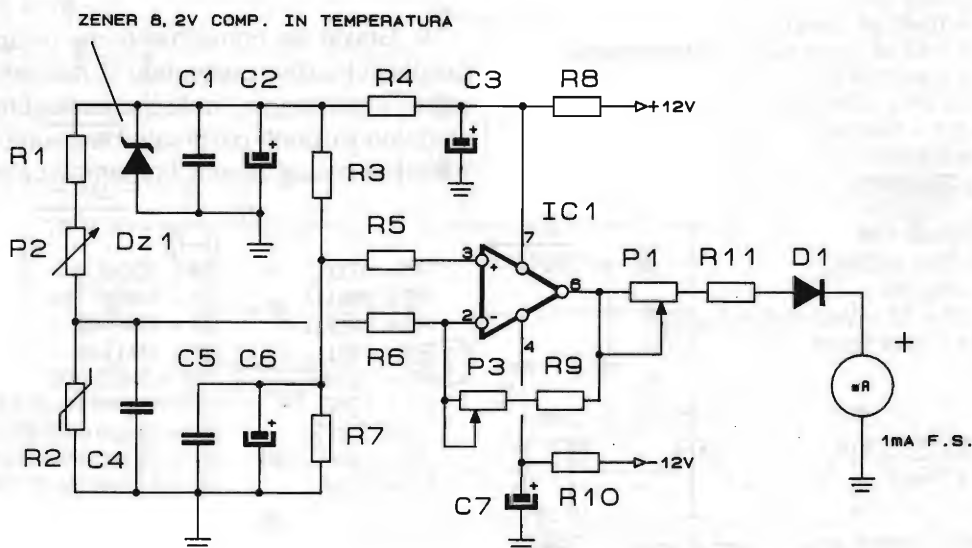 ZENER 8,2V COMP. IN TEMPERATURA
C1 C2 R4 C3 R8
+12V
R1
R3
IC1
P2 Dz1 R5 7 P1 R11 D1
3 +
6
2 -
+
R6 4
C5 C6 P3 R9
mA
R2 C4 R7
1mA F.S.
-12V
C7 R10
+
+
+
+